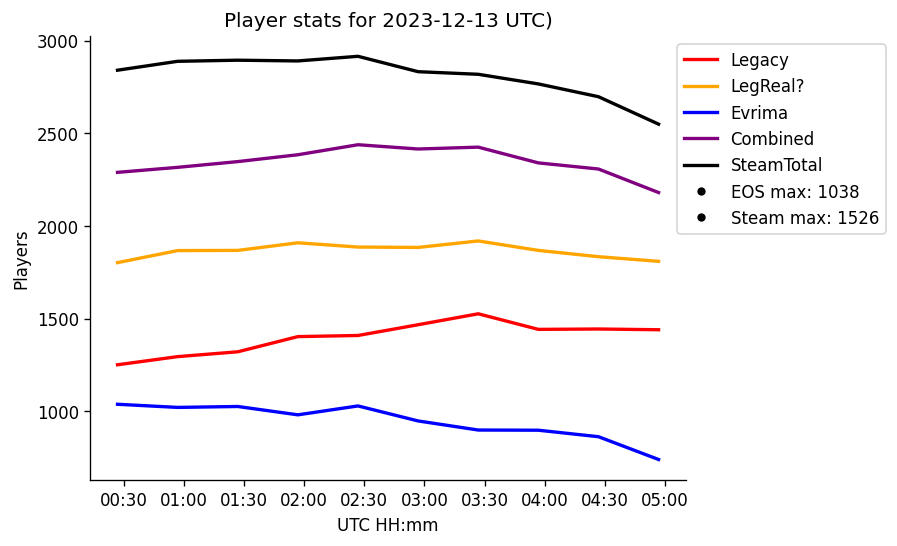 Player stats for 2023-12-13 UTC)
3000
2500
2000
1500
1000
Players
00:30 01:00 01:30 02:00 02:30 03:00 03:30 04:00 04:30 05:00
UTC HH:mm
Legacy
LegReal?
Evrima
Combined
SteamTotal
EOS max: 1038
Steam max: 1526